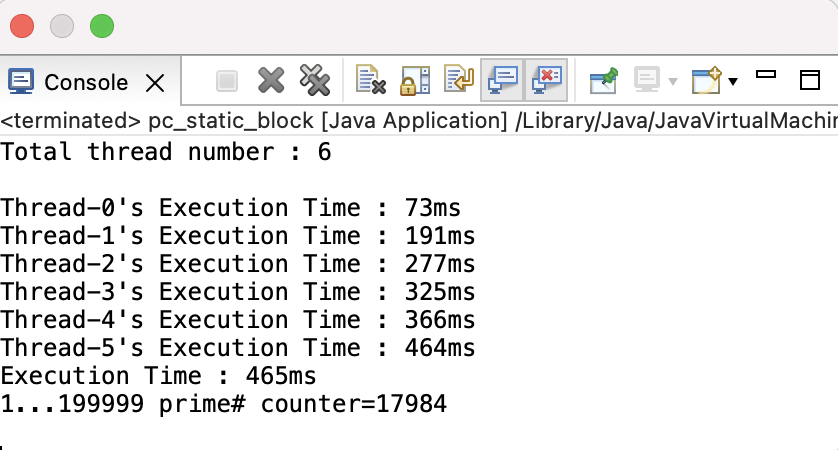 Console
<terminated> pc_static_block [Java Application] /Library/Java/JavaVirtualMachin
Total thread number : 6
Thread-0's Execution Time : 73ms
Thread-1's Execution Time : 191ms
Thread-2's Execution Time : 277ms
Thread-3's Execution Time : 325ms
Thread-4's Execution Time : 366ms
Thread-5's Execution Time : 464ms
Execution Time : 465ms
1...199999 prime# counter=17984